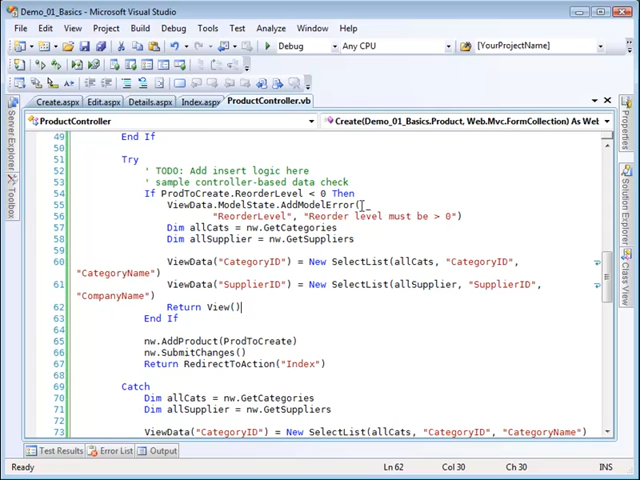 Demo_01_Basics - Microsoft Visual Studio
File Edit View Project Build Debug Data Tools Test Analyze Window Help
Debug Any CPU [YourProjectName]
Create.aspx Edit.aspx Details.aspx Index.aspx ProductController.vb
ProductController Create(Demo_01_Basics.Product, Web.Mvc.FormCollection) As Web
Server Explorer
Toolbox
Solution Explorer
Class View
49 End If
50
51 Try
52 ' TODO: Add insert logic here
53 ' sample controller-based data check
54 If ProdToCreate.ReorderLevel < 0 Then
55 ViewData.ModelState.AddModelError( _
56 "ReorderLevel", "Reorder level must be > 0")
57 Dim allCats = nw.GetCategories
58 Dim allSupplier = nw.GetSuppliers
59
60 ViewData("CategoryID") = New SelectList(allCats, "CategoryID",
"CategoryName")
61 ViewData("SupplierID") = New SelectList(allSupplier, "SupplierID",
"CompanyName")
62 Return View()
63 End If
64
65 nw.AddProduct(ProdToCreate)
66 nw.SubmitChanges()
67 Return RedirectToAction("Index")
68
69 Catch
70 Dim allCats = nw.GetCategories
71 Dim allSupplier = nw.GetSuppliers
72
73 ViewData("CategoryID") = New SelectList(allCats, "CategoryID", "CategoryName")
Test Results Error List Output
Ready Ln 62 Col 30 Ch 30